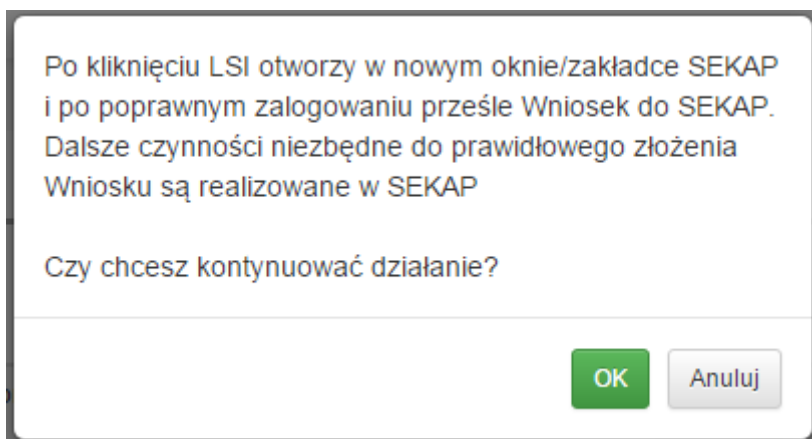 Po kliknięciu LSI otworzy w nowym oknie/zakładce SEKAP
i po poprawnym zalogowaniu prześle Wniosek do SEKAP.
Dalsze czynności niezbędne do prawidłowego złożenia
Wniosku są realizowane w SEKAP
Czy chcesz kontynuować działanie?
OK Anuluj